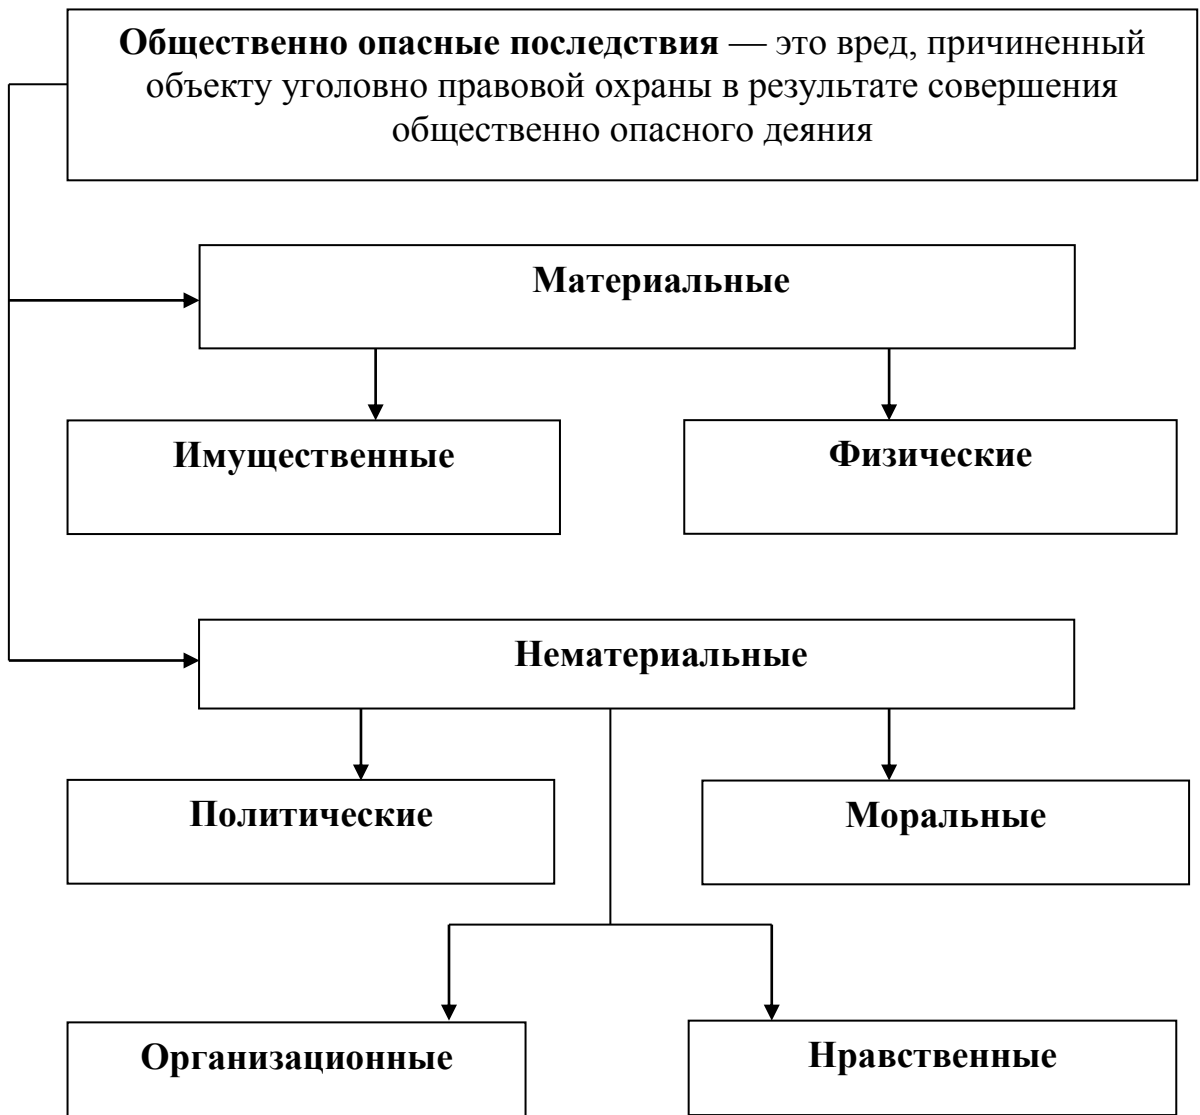 Общественно опасные последствия — это вред, причиненный
объекту уголовно правовой охраны в результате совершения
общественно опасного деяния
Материальные
Имущественные
Физические
Нематериальные
Политические
Моральные
Организационные
Нравственные